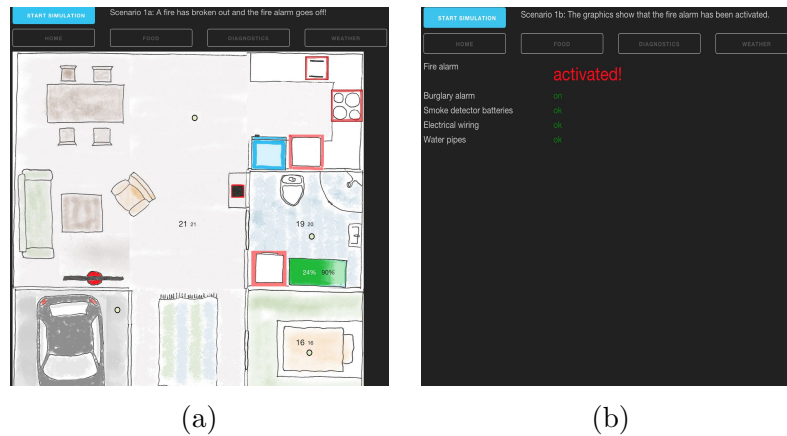 START SIMULATION
Scenario 1a: A fire has broken out and the fire alarm goes off!
HOME
FOOD
DIAGNOSTICS
WEATHER
21 21
19 20
24% 90%
16 16
(a)
START SIMULATION
Scenario 1b: The graphics show that the fire alarm has been activated.
HOME
FOOD
DIAGNOSTICS
WEATHER
Fire alarm
activated!
Burglary alarm on
Smoke detector batteries ok
Electrical wiring ok
Water pipes ok
(b)